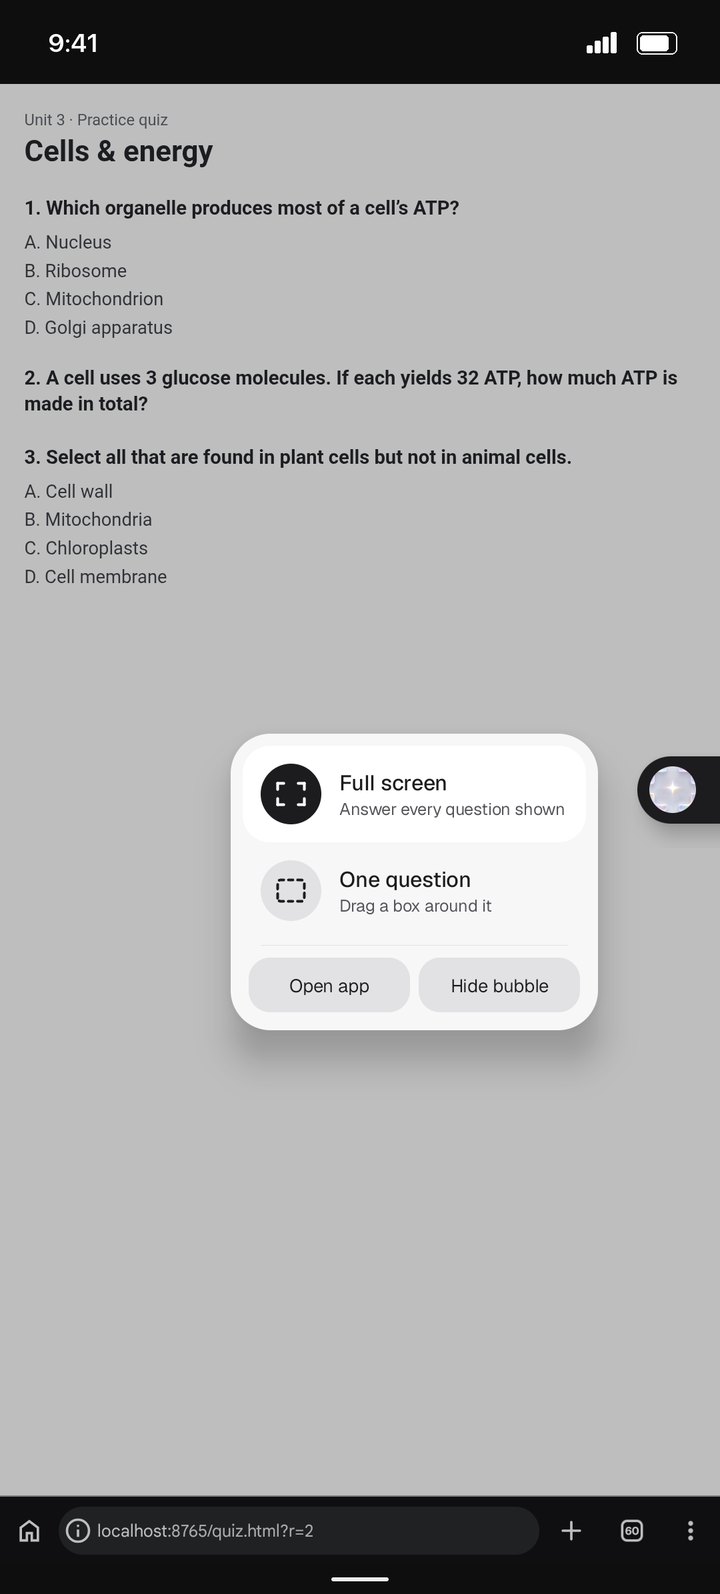 9:41
Unit 3 · Practice quiz
Cells & energy
1. Which organelle produces most of a cell’s ATP?
A. Nucleus
B. Ribosome
C. Mitochondrion
D. Golgi apparatus
2. A cell uses 3 glucose molecules. If each yields 32 ATP, how much ATP is
made in total?
3. Select all that are found in plant cells but not in animal cells.
A. Cell wall
B. Mitochondria
C. Chloroplasts
D. Cell membrane
Full screen
Answer every question shown
One question
Drag a box around it
Open app
Hide bubble
localhost:8765/quiz.html?r=2
60